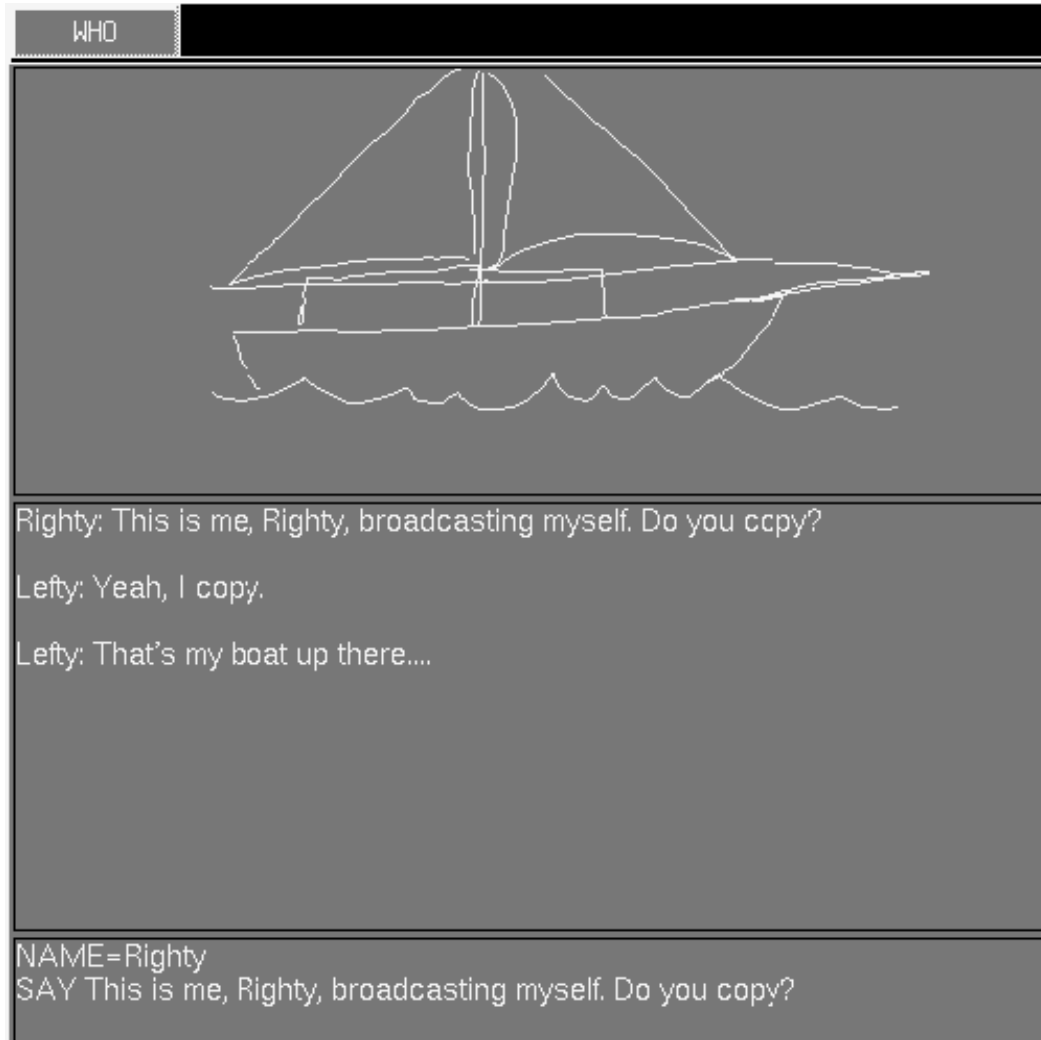 WHO
Righty: This is me, Righty, broadcasting myself. Do you copy?
Lefty: Yeah, I copy.
Lefty: That's my boat up there....
NAME=Righty
SAY This is me, Righty, broadcasting myself. Do you copy?